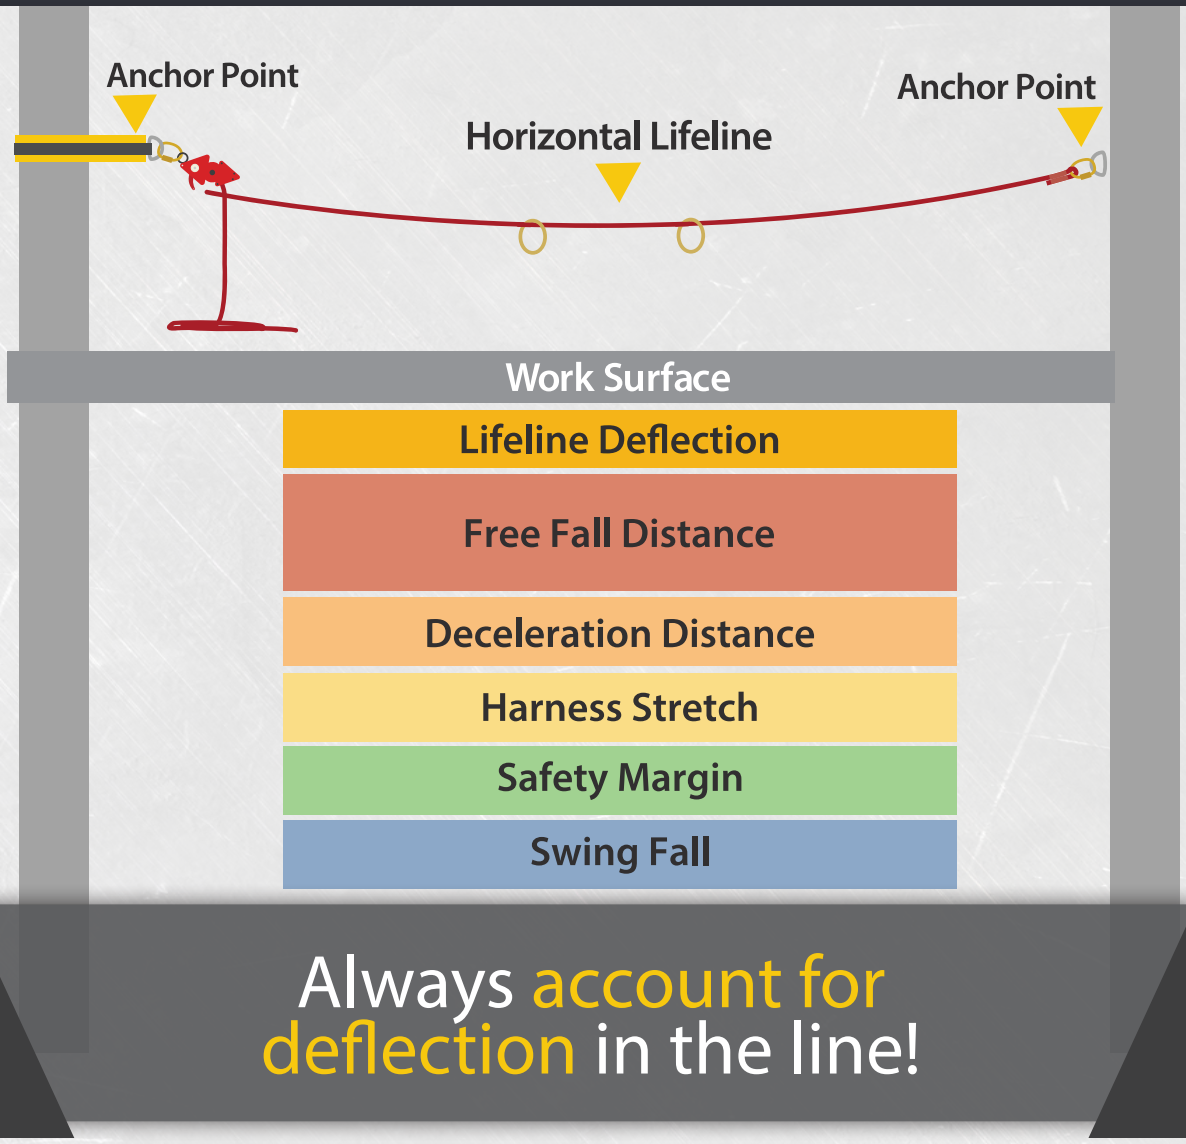 Anchor Point
Anchor Point
Horizontal Lifeline
Work Surface
Lifeline Deflection
Free Fall Distance
Deceleration Distance
Harness Stretch
Safety Margin
Swing Fall
Always account for
deflection in the line!